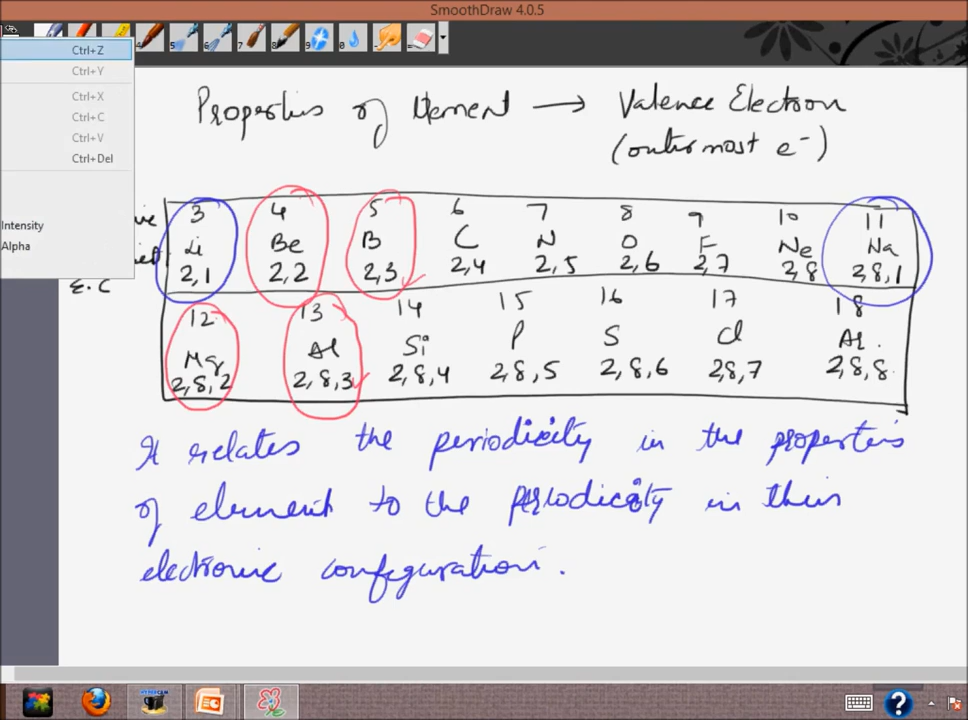 SmoothDraw 4.0.5
Ctrl+Z
Ctrl+Y
Ctrl+X
Ctrl+C
Ctrl+V
Ctrl+Del
Intensity
Alpha
Properties of Element → Valence Electron
(outermost e-)
3 4 5 6 7 8 9 10 11
Li Be B C N O F Ne Na
2,1 2,2 2,3 2,4 2,5 2,6 2,7 2,8 2,8,1
E.C
12 13 14 15 16 17 18
Mg Al Si P S Cl Ar.
2,8,2 2,8,3 2,8,4 2,8,5 2,8,6 2,8,7 2,8,8
It relates the periodicity in the properties
of element to the periodicity in their
electronic configuration.